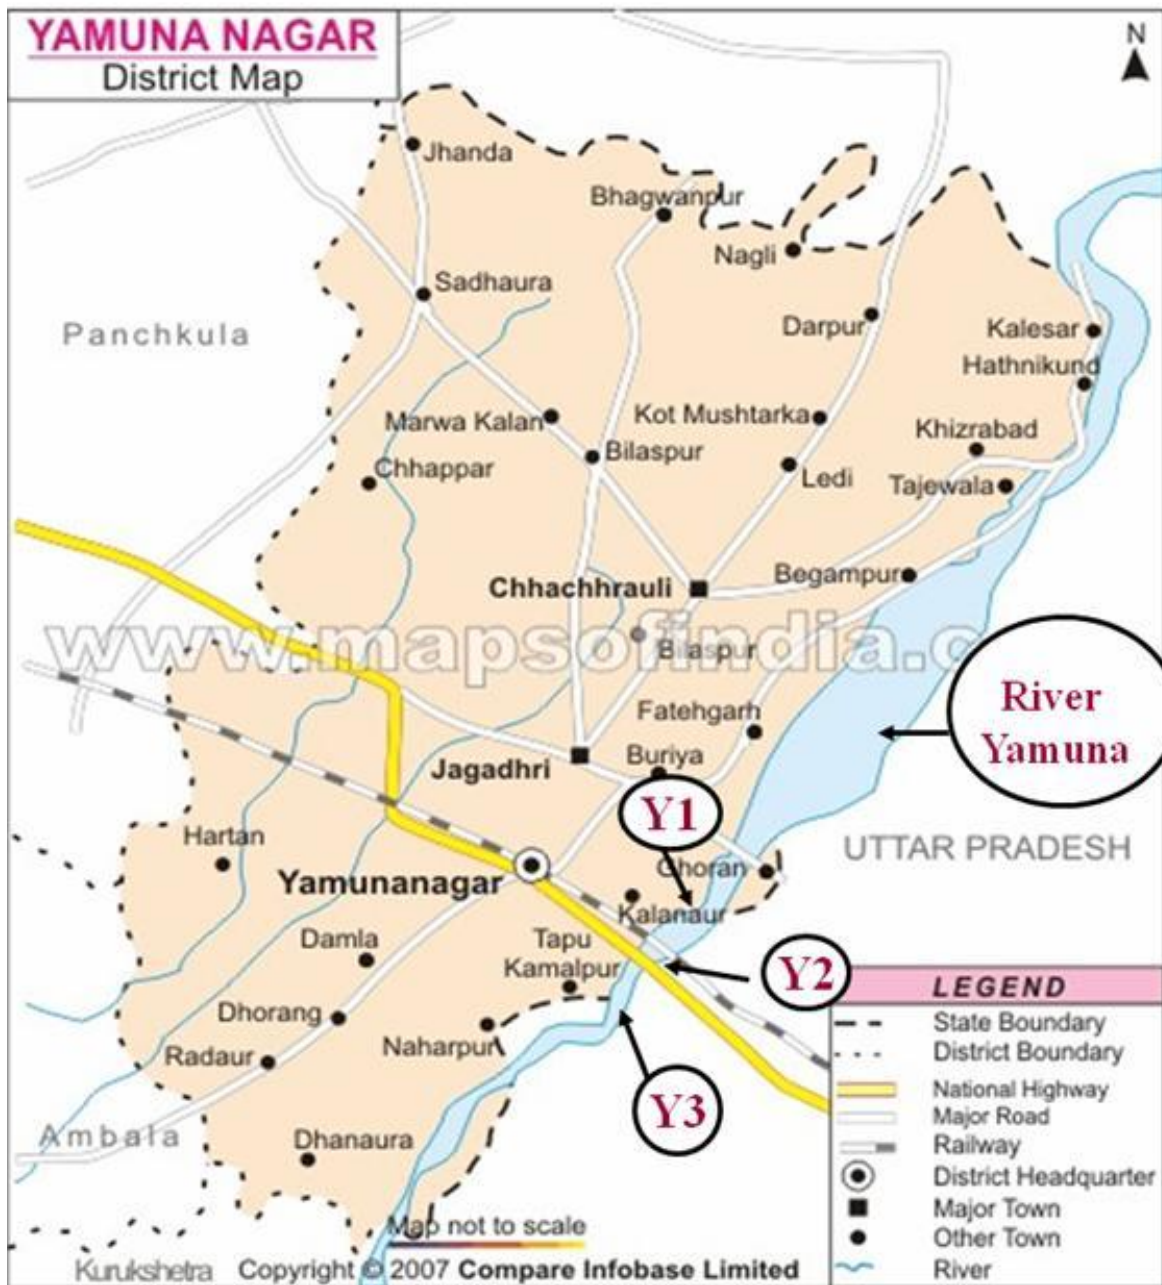 YAMUNA NAGAR
District Map
N
Jhanda
Bhagwanpur
Nagli
Sadhaura
Darpur
Panchkula
Kalesar
Hathnikund
Marwa Kalan
Kot Mushtarka
Khizrabad
Bilaspur
Chhappar
Ledi
Tajewala
Chhachhrauli
Begampur
www.mapsofindia.c
Bilaspur
River
Yamuna
Fatehgarh
Jagadhri
Buriya
Y1
Hartan
UTTAR PRADESH
Ghoran
Yamunanagar
Kalanaur
Damla
Tapu
Kamalpur
Y2
Dhorang
Naharpur
Radaur
Y3
Ambala
Dhanaura
LEGEND
State Boundary
District Boundary
National Highway
Major Road
Railway
District Headquarter
Major Town
Other Town
River
Map not to scale
Kurukshetra
Copyright © 2007 Compare Infobase Limited